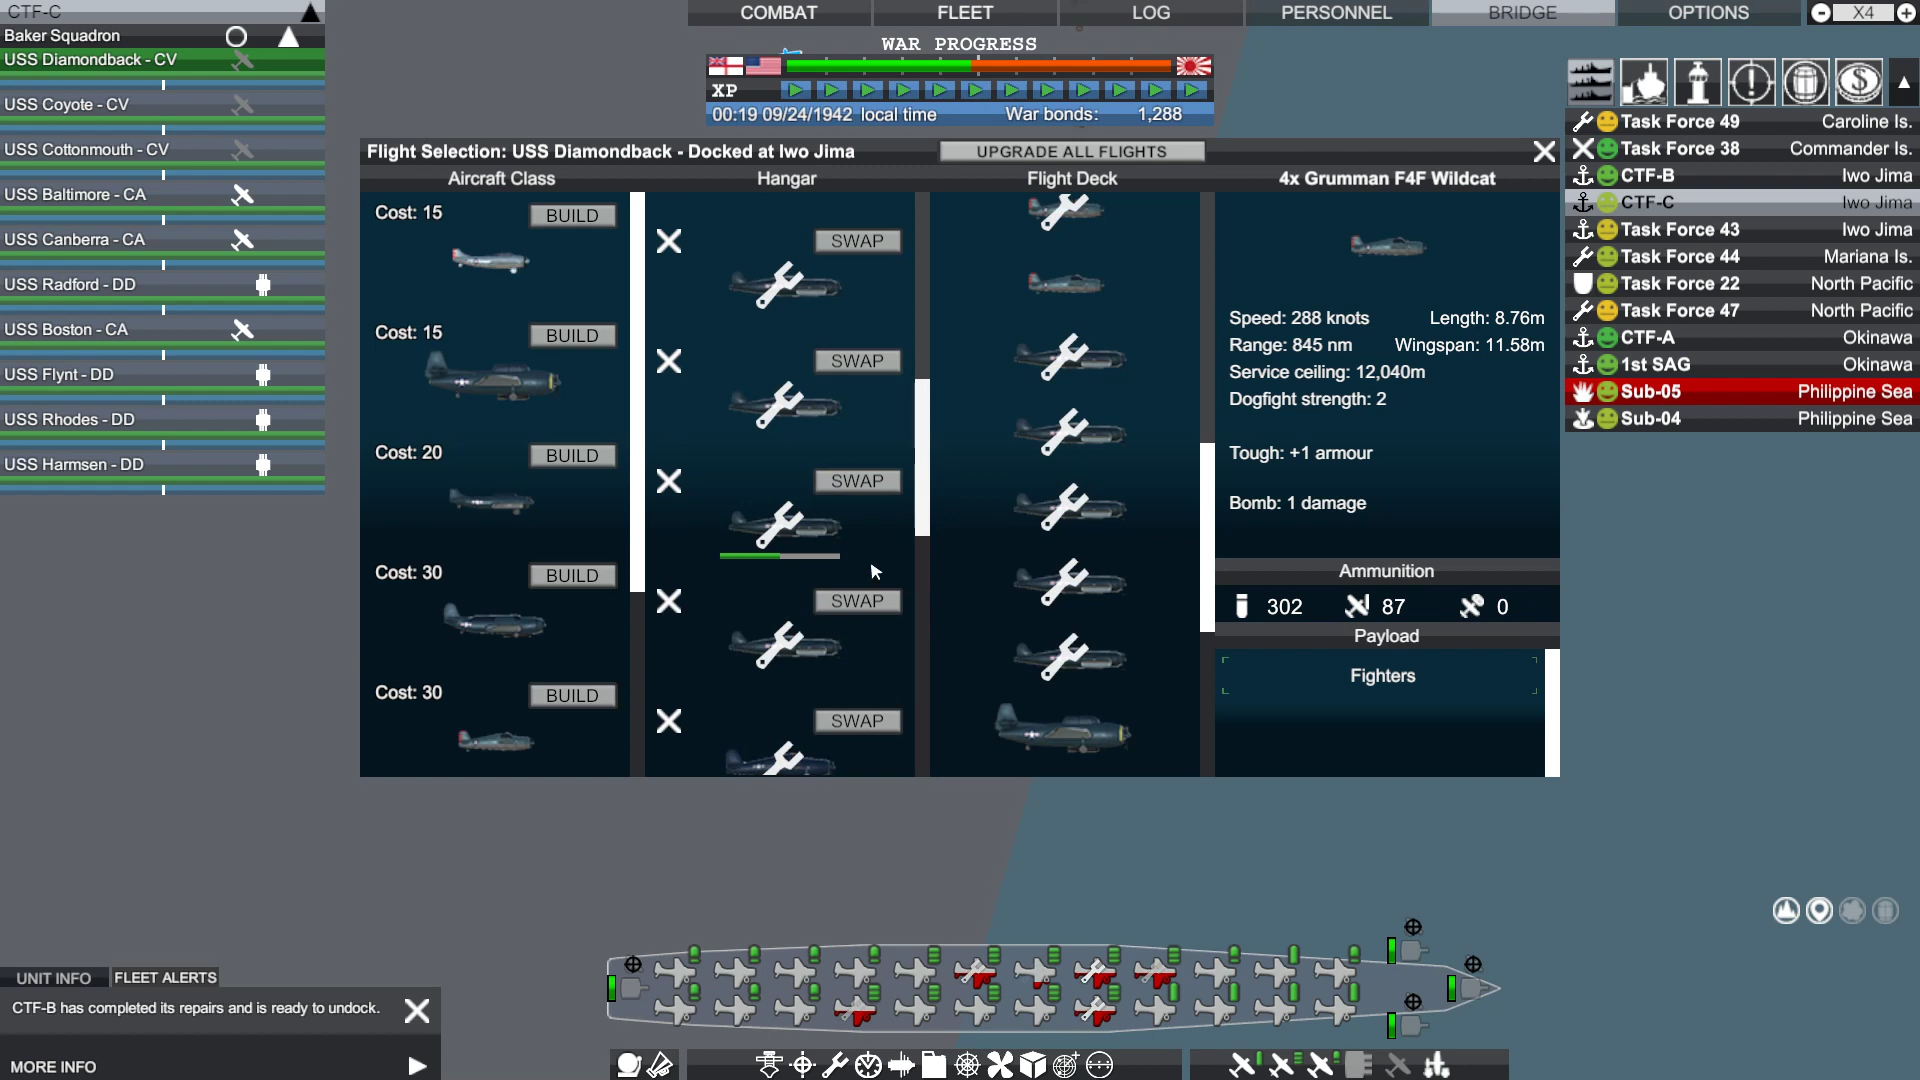 CTF-C
Baker Squadron
USS Diamondback - CV
USS Coyote - CV
USS Cottonmouth - CV
USS Baltimore - CA
USS Canberra - CA
USS Radford - DD
USS Boston - CA
USS Flynt - DD
USS Rhodes - DD
USS Harmsen - DD
COMBAT FLEET LOG PERSONNEL BRIDGE OPTIONS X4
WAR PROGRESS
XP
00:19 09/24/1942 local time War bonds: 1,288
Flight Selection: USS Diamondback - Docked at Iwo Jima UPGRADE ALL FLIGHTS
Aircraft Class Hangar Flight Deck 4x Grumman F4F Wildcat
Cost: 15 BUILD
Cost: 15 BUILD
Cost: 20 BUILD
Cost: 30 BUILD
Cost: 30 BUILD
SWAP
SWAP
SWAP
SWAP
SWAP
Speed: 288 knots Length: 8.76m
Range: 845 nm Wingspan: 11.58m
Service ceiling: 12,040m
Dogfight strength: 2
Tough: +1 armour
Bomb: 1 damage
Ammunition
302 87 0
Payload
Fighters
Task Force 49 Caroline Is.
Task Force 38 Commander Is.
CTF-B Iwo Jima
CTF-C Iwo Jima
Task Force 43 Iwo Jima
Task Force 44 Mariana Is.
Task Force 22 North Pacific
Task Force 47 North Pacific
CTF-A Okinawa
1st SAG Okinawa
Sub-05 Philippine Sea
Sub-04 Philippine Sea
UNIT INFO FLEET ALERTS
CTF-B has completed its repairs and is ready to undock.
MORE INFO